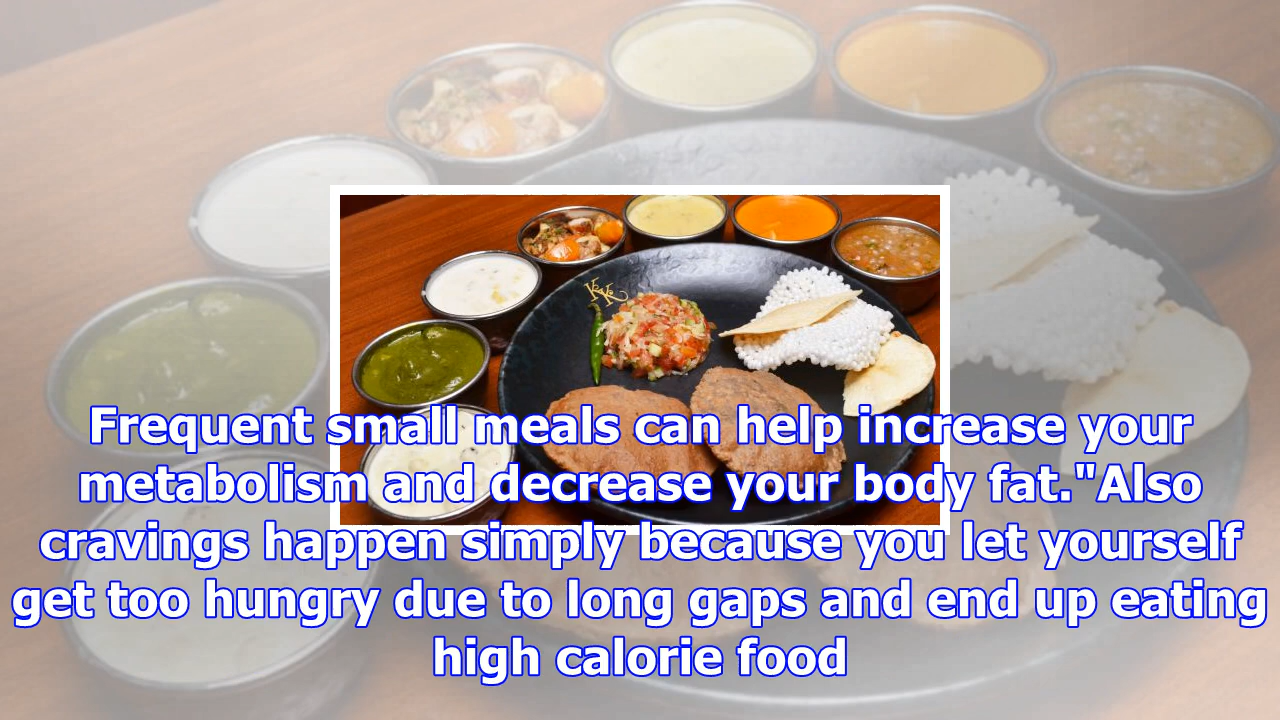 KK
Frequent small meals can help increase your
metabolism and decrease your body fat."Also
cravings happen simply because you let yourself
get too hungry due to long gaps and end up eating
high calorie food